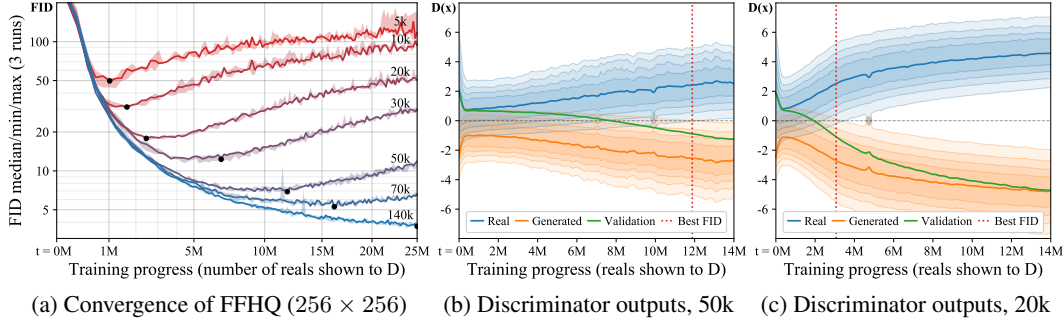 FID
100
50
20
10
5
FID median/min/max (3 runs)
5k
10k
20k
30k
50k
70k
140k
t = 0M 1M 5M 10M 15M 20M 25M
Training progress (number of reals shown to D)
(a) Convergence of FFHQ (256 × 256)
D(x)
6
4
2
0
-2
-4
-6
Real Generated Validation Best FID
t = 0M 2M 4M 6M 8M 10M 12M 14M
Training progress (reals shown to D)
(b) Discriminator outputs, 50k
D(x)
6
4
2
0
-2
-4
-6
Real Generated Validation Best FID
t = 0M 2M 4M 6M 8M 10M 12M 14M
Training progress (reals shown to D)
(c) Discriminator outputs, 20k